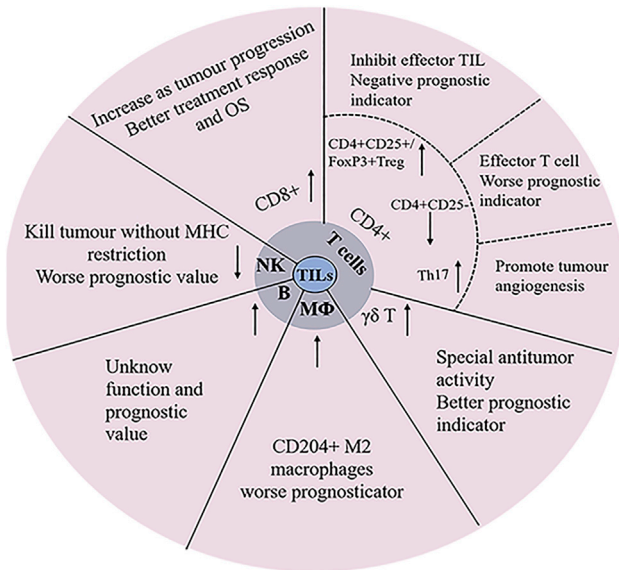 Increase as tumour progression
Better treatment response
and OS
CD8+
Inhibit effector TIL
Negative prognostic
indicator
CD4+CD25+/
FoxP3+Treg
CD4+
Effector T cell
Worse prognostic
indicator
CD4+CD25-
Promote tumour
angiogenesis
Th17
γδ T
Special antitumor
activity
Better prognostic
indicator
CD204+ M2
macrophages
worse prognosticator
Unknow
function and
prognostic
value
Kill tumour without MHC
restriction
Worse prognostic value
T cells
NK
TILs
B
MΦ